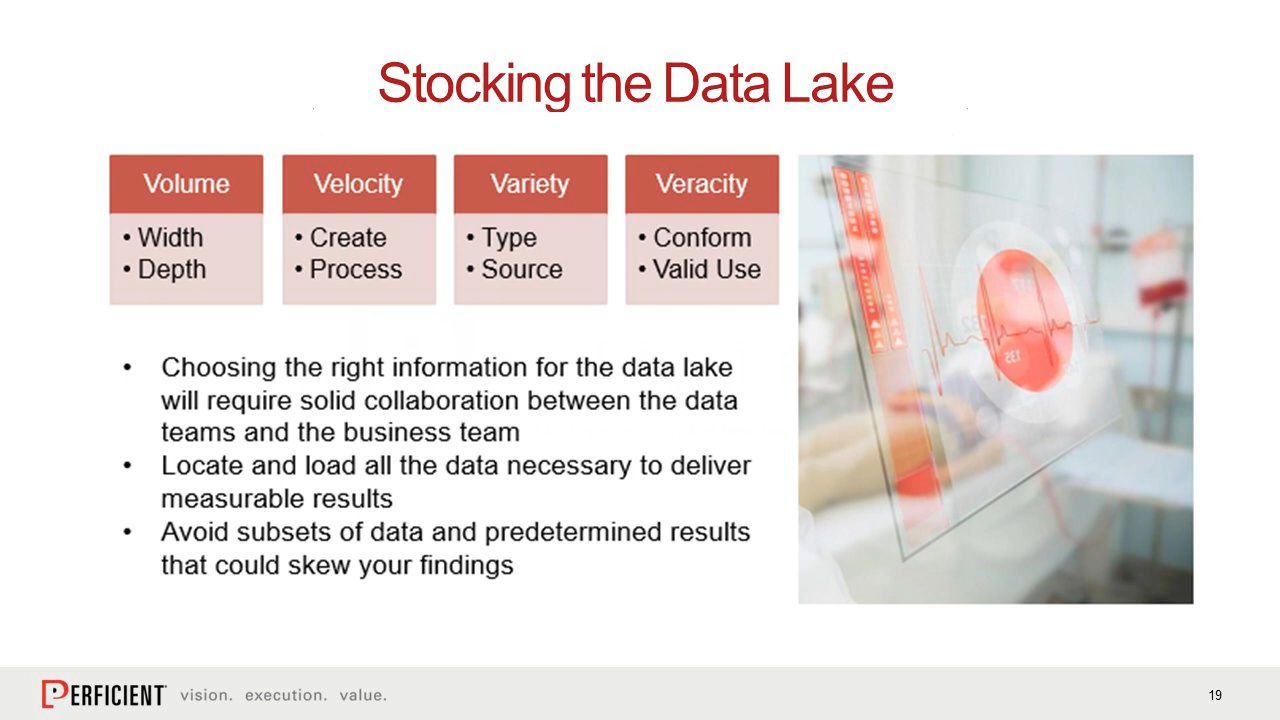 Stocking the Data Lake
Volume
• Width
• Depth
Velocity
• Create
• Process
Variety
• Type
• Source
Veracity
• Conform
• Valid Use
• Choosing the right information for the data lake
will require solid collaboration between the data
teams and the business team
• Locate and load all the data necessary to deliver
measurable results
• Avoid subsets of data and predetermined results
that could skew your findings
PERFICIENT vision. execution. value.
19